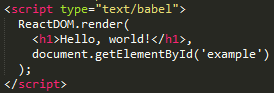 <script type="text/babel">
ReactDOM.render(
<h1>Hello, world!</h1>,
document.getElementById('example')
);
</script>